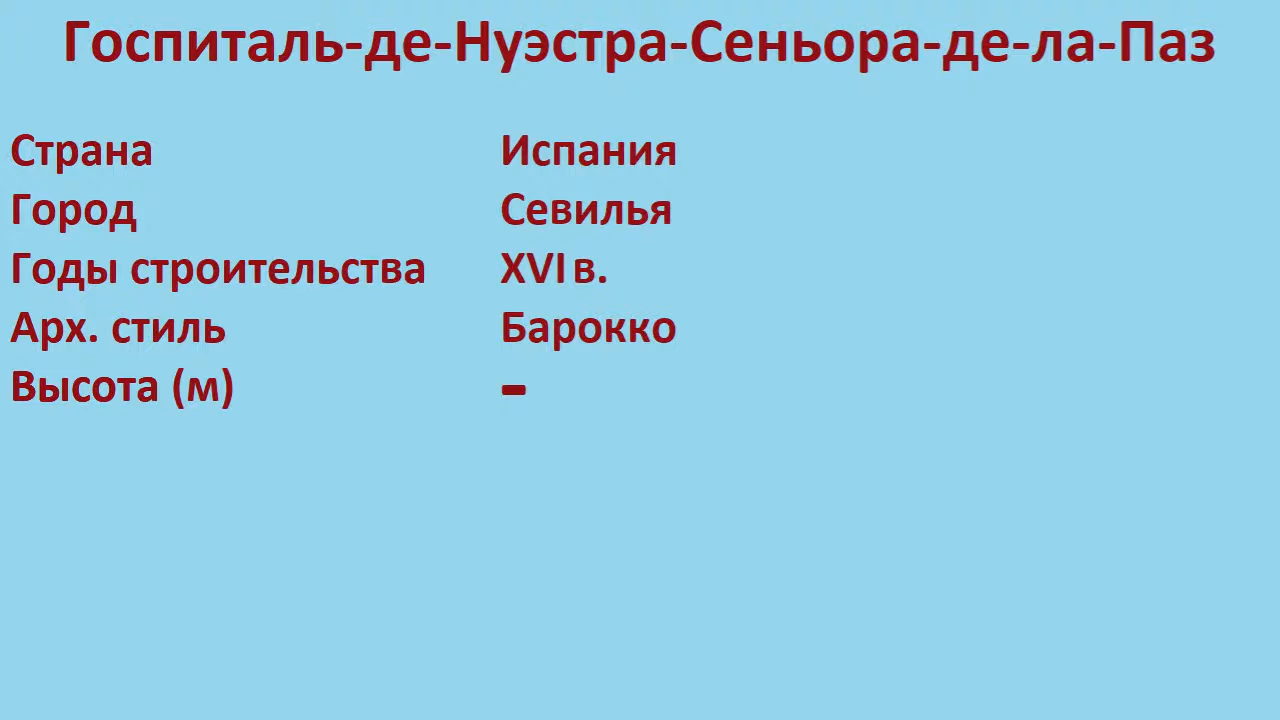 Госпиталь-де-Нуэстра-Сеньора-де-ла-Паз
Страна Испания
Город Севилья
Годы строительства XVI в.
Арх. стиль Барокко
Высота (м) -